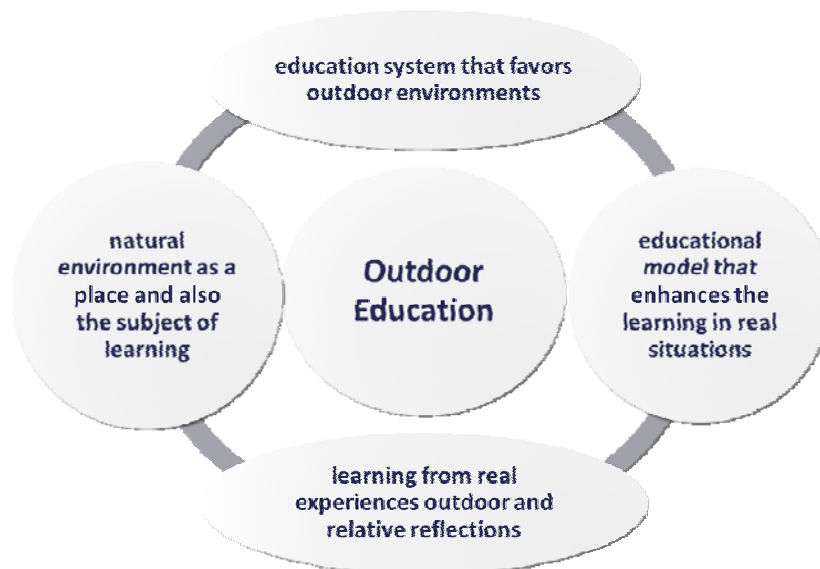 education system that favors
outdoor environments
natural
environment as a
place and also
the subject of
learning
Outdoor
Education
educational
model that
enhances the
learning in real
situations
learning from real
experiences outdoor and
relative reflections